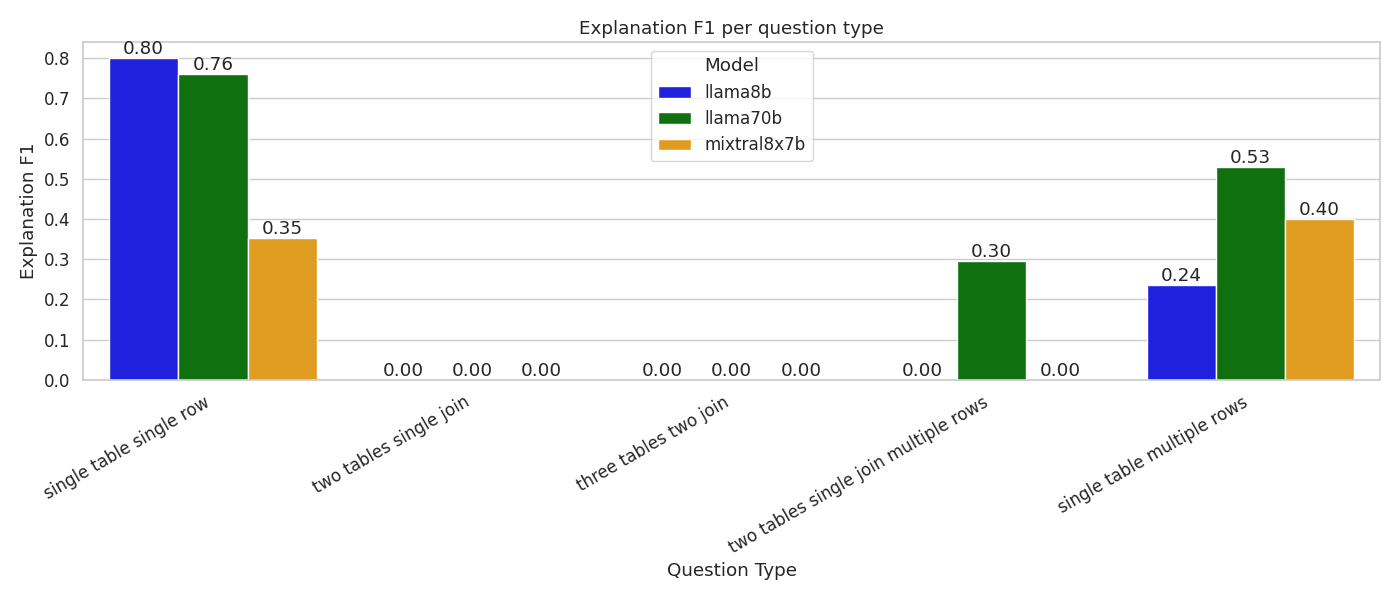 Explanation F1 per question type
Explanation F1
0.8
0.7
0.6
0.5
0.4
0.3
0.2
0.1
0.0
Model
llama8b
llama70b
mixtral8x7b
0.80
0.76
0.35
0.00
0.00
0.00
0.00
0.00
0.00
0.00
0.30
0.00
0.24
0.53
0.40
single table single row
two tables single join
three tables two join
two tables single join multiple rows
single table multiple rows
Question Type